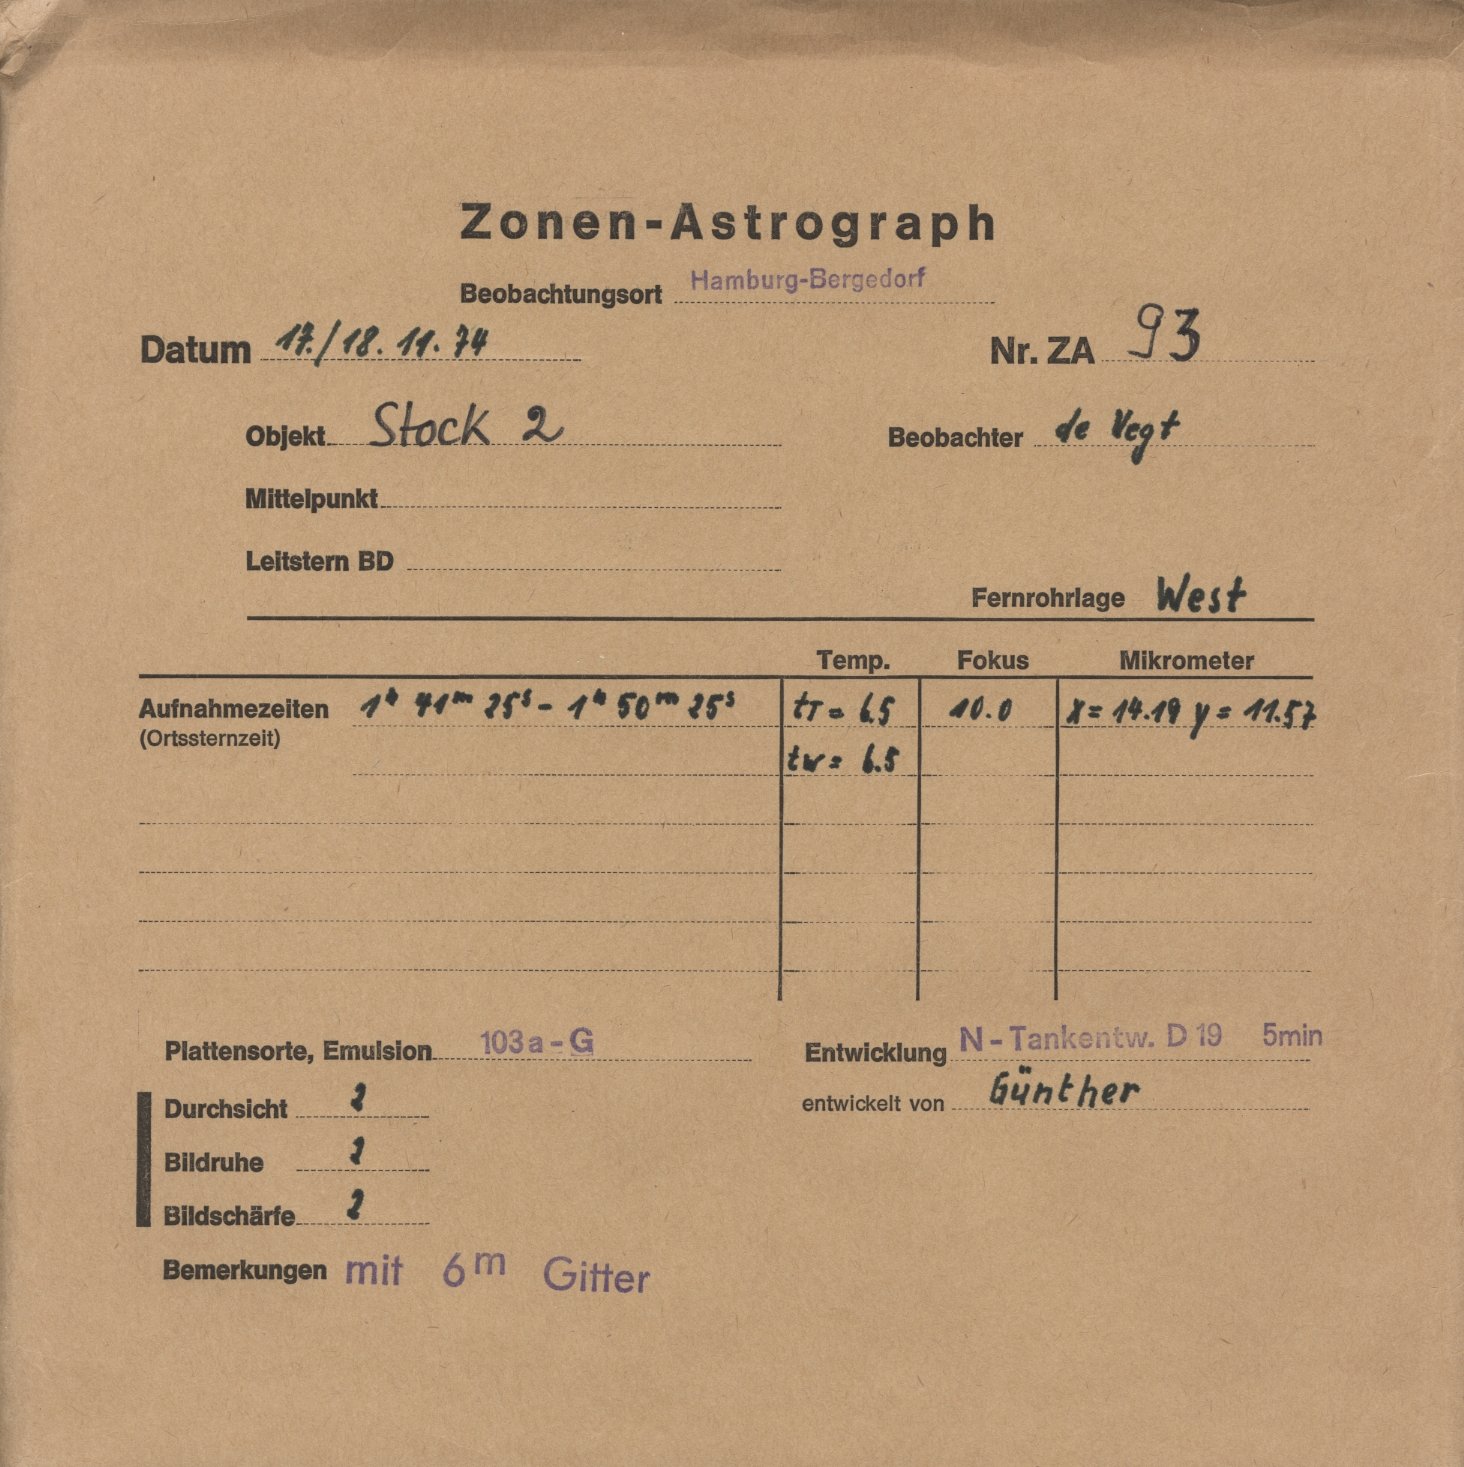 Zonen-Astrograph
Beobachtungsort Hamburg-Bergedorf
Datum 17./18. 11. 74
Nr. ZA 93
Objekt Stock 2
Beobachter de Vegt
Mittelpunkt
Leitstern BD
Fernrohrlage West
Temp. Fokus Mikrometer
Aufnahmezeiten 1h 41m 25s - 1h 50m 25s tT = 6.5 10.0 x = 14.19 y = 11.57
(Ortssternzeit)
tw = 6.5
Plattensorte, Emulsion 103a-G
Entwicklung N-Tankentw. D 19 5min
Durchsicht 2
entwickelt von Günther
Bildruhe 2
Bildschärfe 2
Bemerkungen mit 6m Gitter